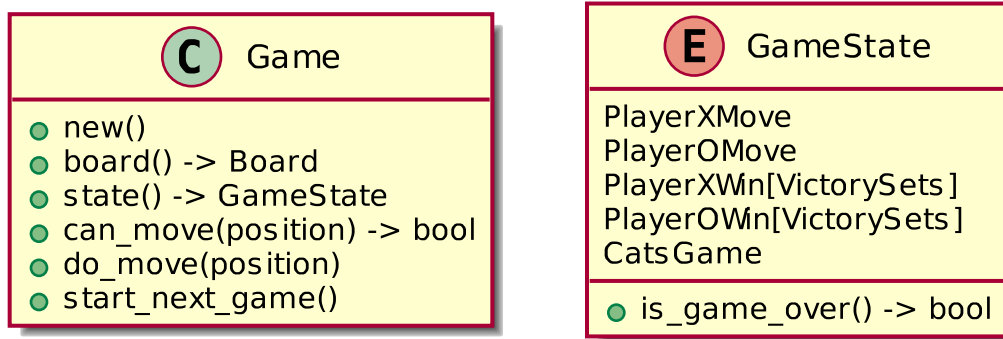 C Game
new()
board() -> Board
state() -> GameState
can_move(position) -> bool
do_move(position)
start_next_game()
E GameState
PlayerXMove
PlayerOMove
PlayerXWin[VictorySets]
PlayerOWin[VictorySets]
CatsGame
is_game_over() -> bool